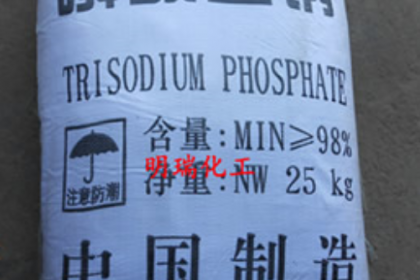 TRISODIUM PHOSPHATE
含量:MIN≥98%
明瑞化工
净重:NW 25 kg
注意防潮
中国制造